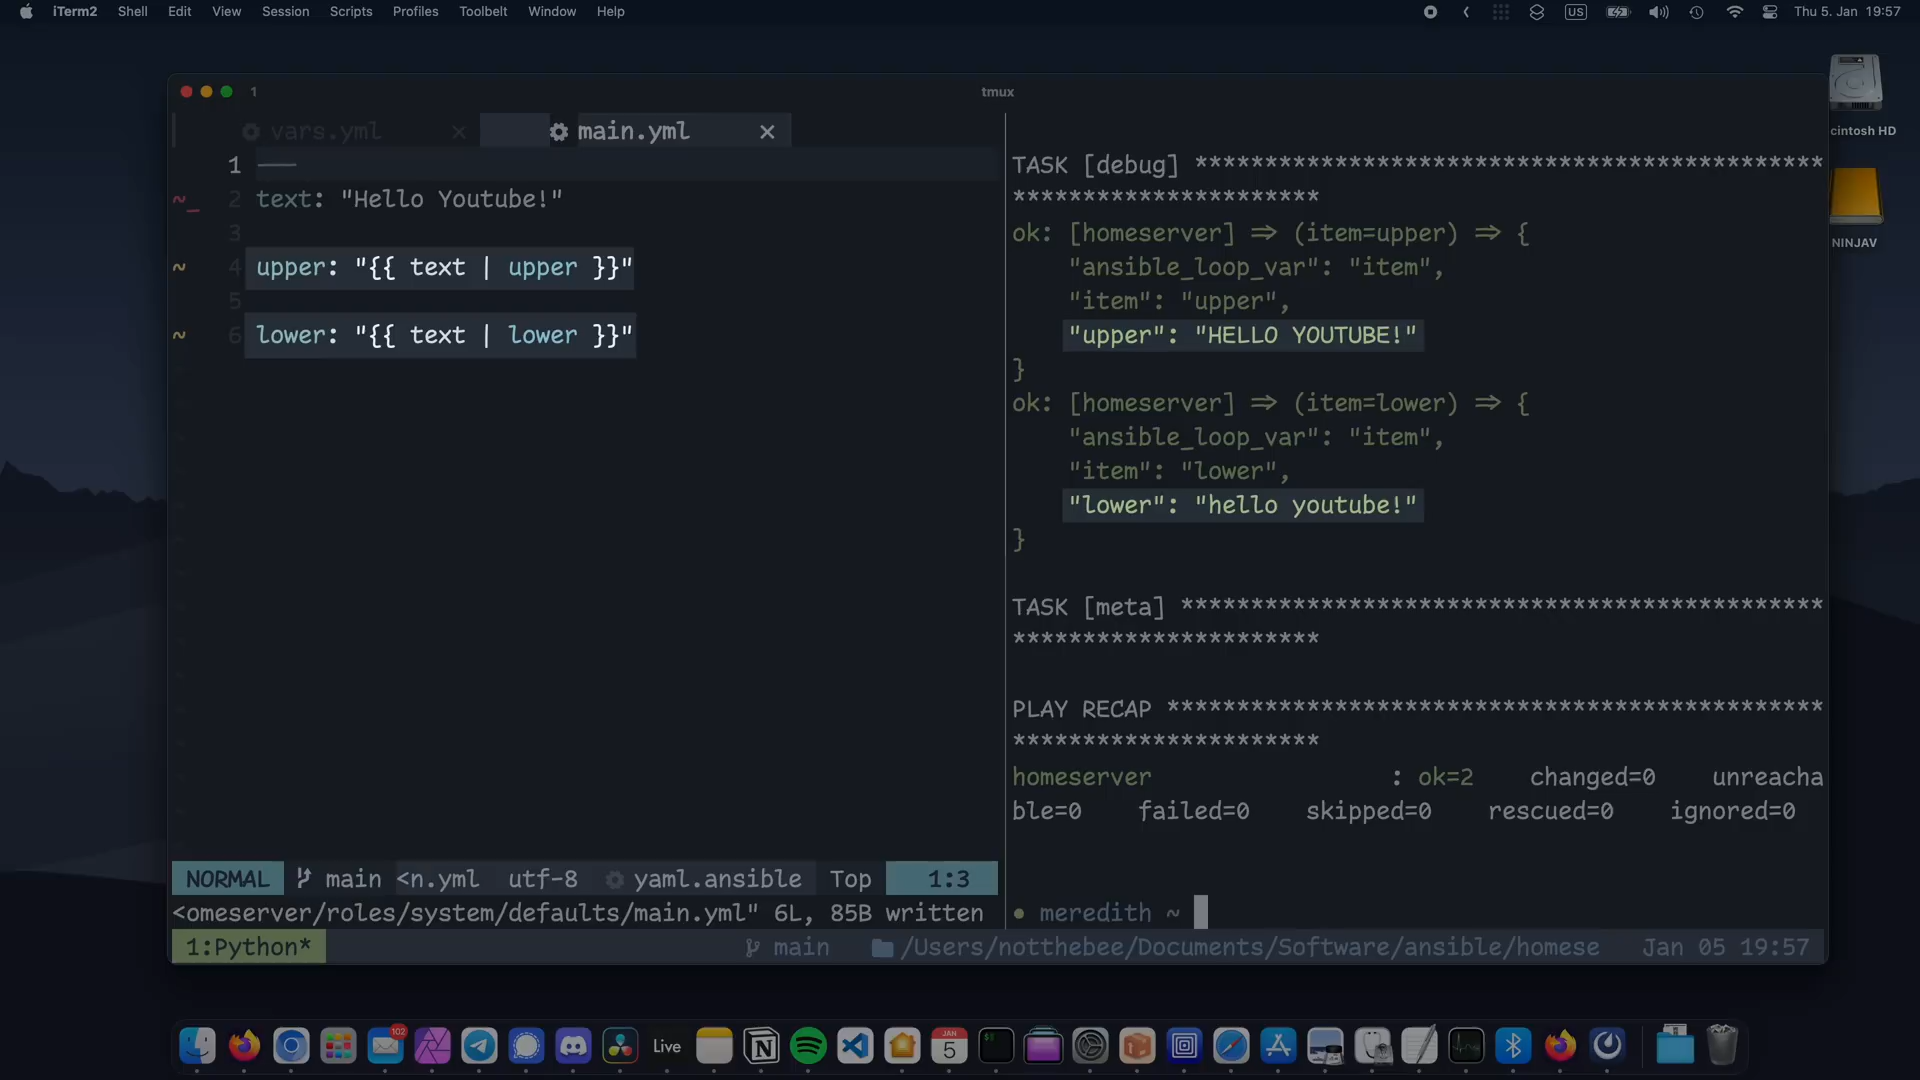 iTerm2 Shell Edit View Session Scripts Profiles Toolbelt Window Help US Thu 5. Jan 19:57
1 tmux
cintosh HD
NINJAV
vars.yml × main.yml ×
1 ---
~_ 2 text: "Hello Youtube!"
3
~ 4 upper: "{{ text | upper }}"
5
~ 6 lower: "{{ text | lower }}"
NORMAL main <n.yml utf-8 yaml.ansible Top 1:3
<omeserver/roles/system/defaults/main.yml" 6L, 85B written
TASK [debug] *********************************************
**********************
ok: [homeserver] => (item=upper) => {
"ansible_loop_var": "item",
"item": "upper",
"upper": "HELLO YOUTUBE!"
}
ok: [homeserver] => (item=lower) => {
"ansible_loop_var": "item",
"item": "lower",
"lower": "hello youtube!"
}
TASK [meta] **********************************************
**********************
PLAY RECAP ***********************************************
**********************
homeserver : ok=2 changed=0 unreacha
ble=0 failed=0 skipped=0 rescued=0 ignored=0
meredith ~
1:Python* main /Users/notthebee/Documents/Software/ansible/homese Jan 05 19:57
102
Live
JAN
5